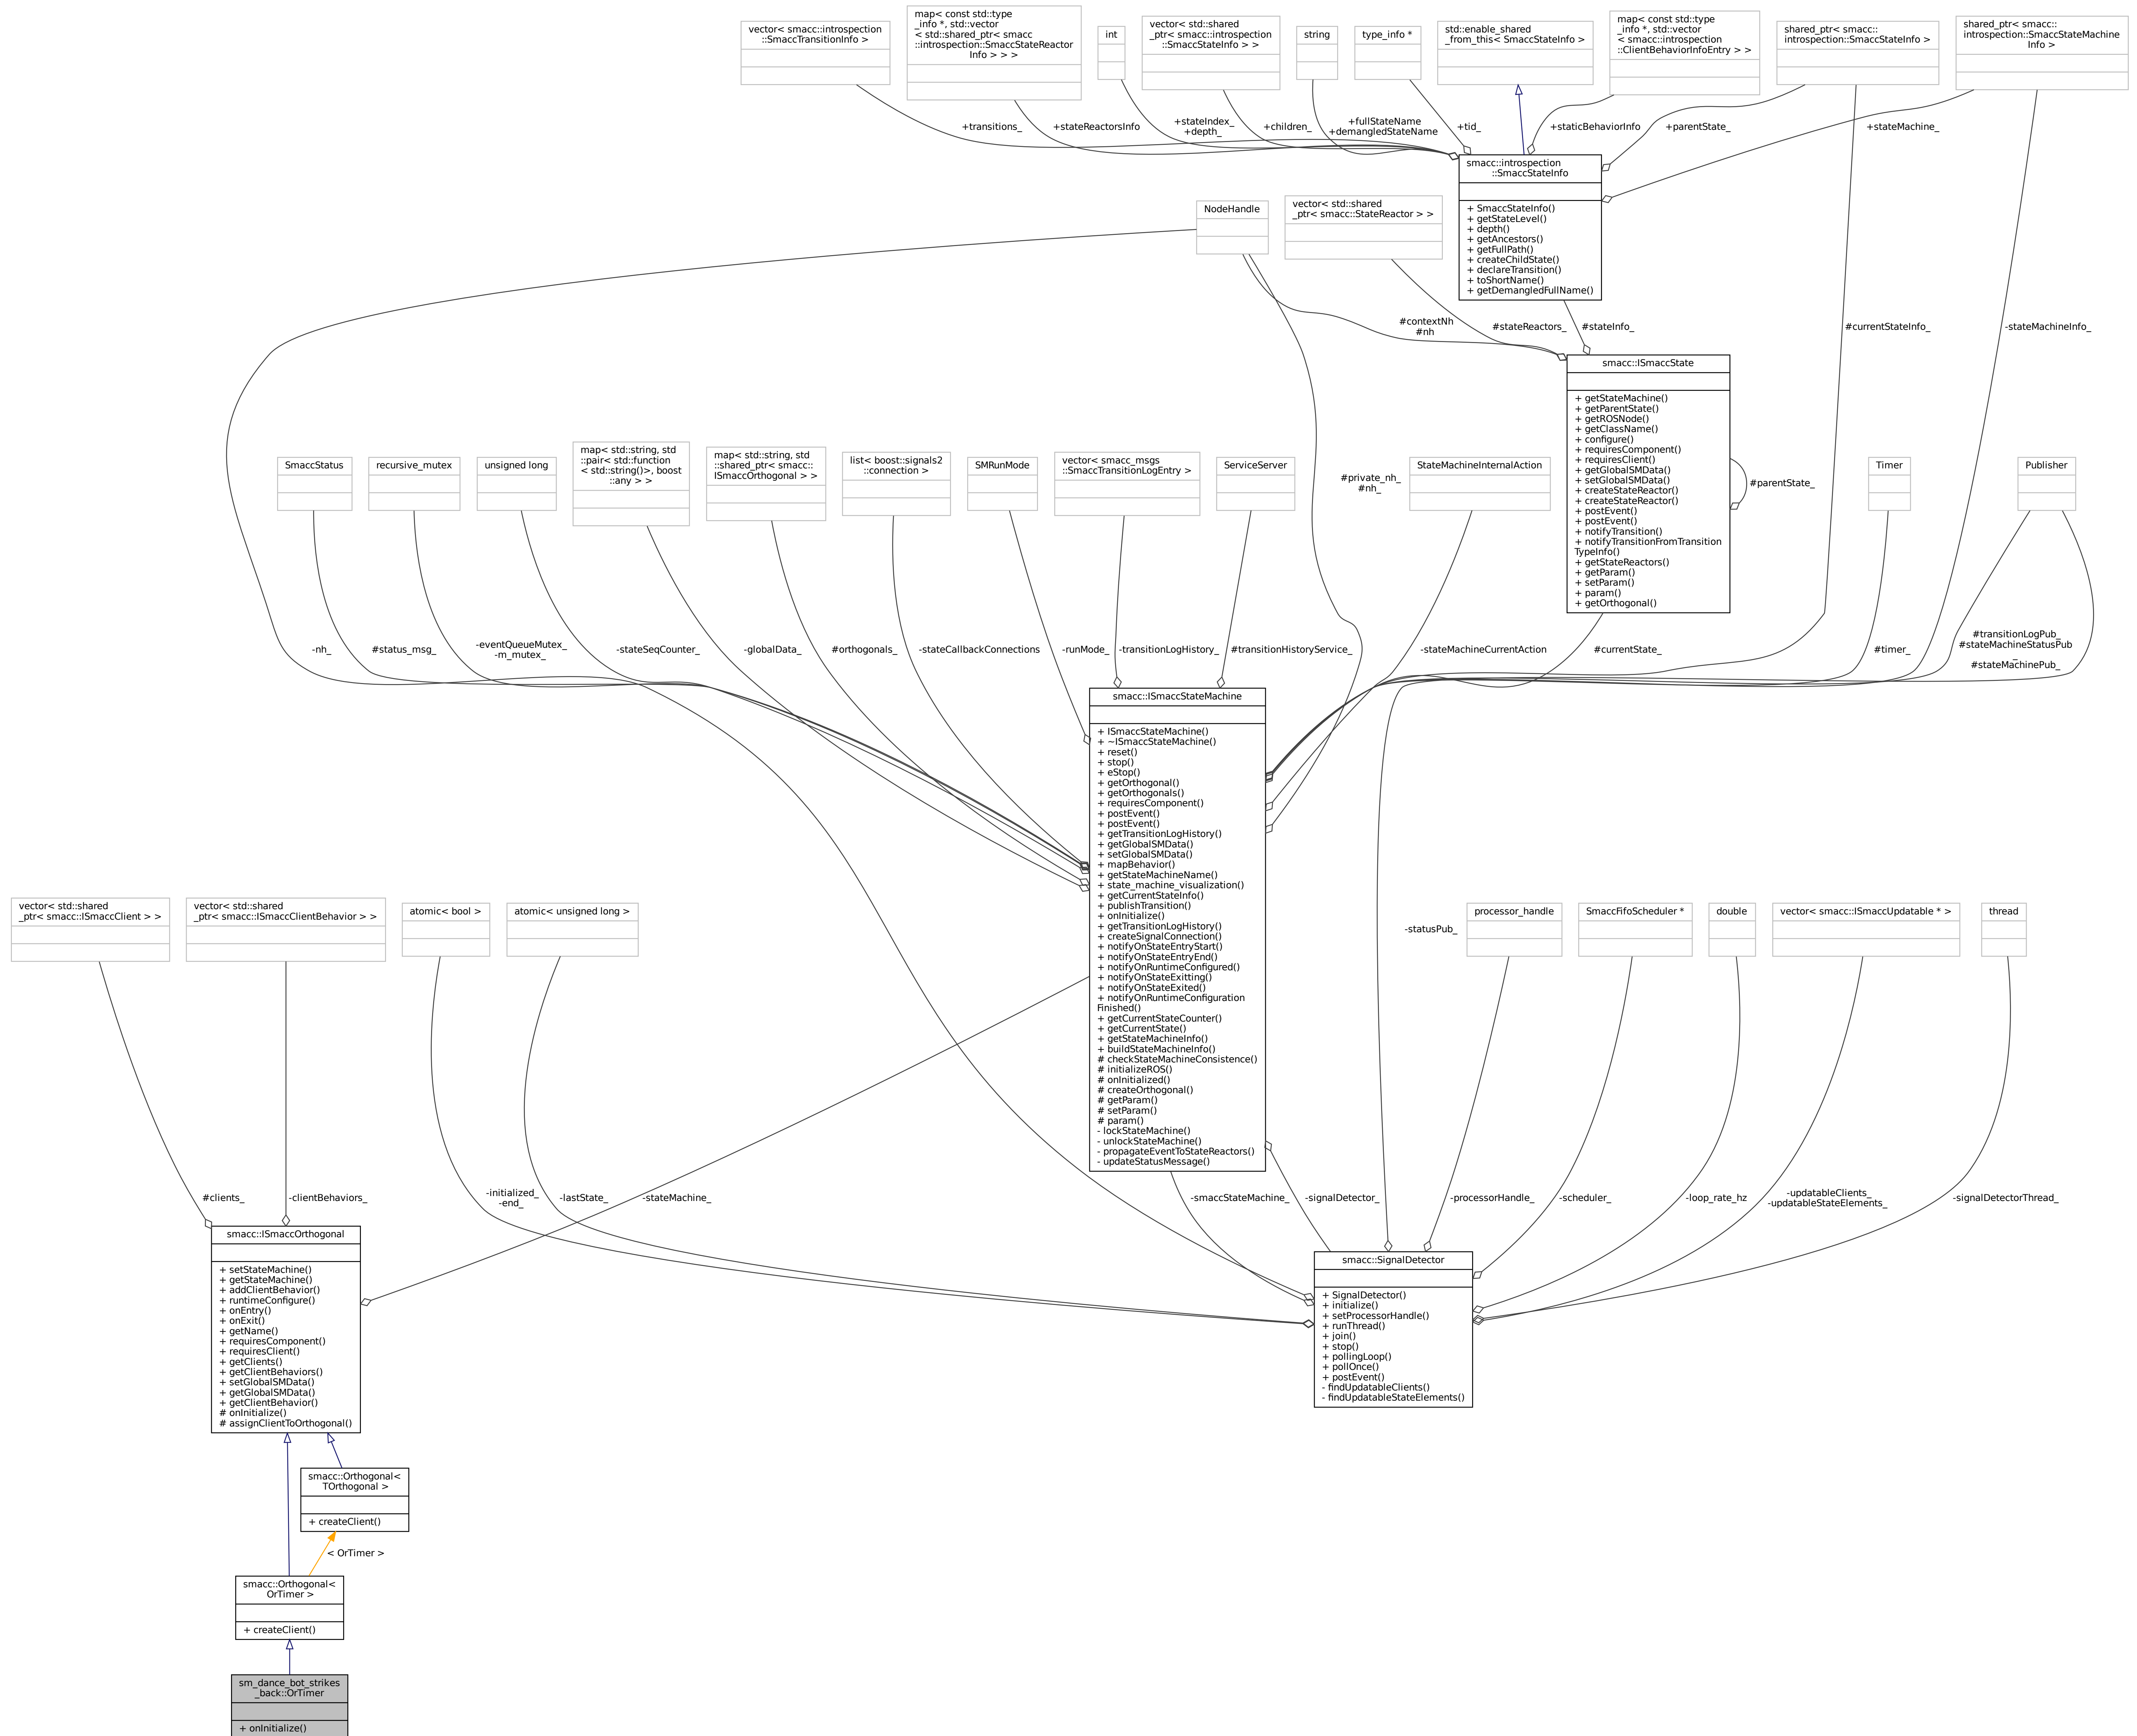 vector< smacc::introspection
::SmaccTransitionInfo >
map< const std::type
_info *, std::vector
< std::shared_ptr< smacc
::introspection::SmaccStateReactor
Info > > >
int
vector< std::shared
_ptr< smacc::introspection
::SmaccStateInfo > >
string
type_info *
std::enable_shared
_from_this< SmaccStateInfo >
map< const std::type
_info *, std::vector
< smacc::introspection
::ClientBehaviorInfoEntry > >
shared_ptr< smacc::
introspection::SmaccStateInfo >
shared_ptr< smacc::
introspection::SmaccStateMachine
Info >
+transitions_
+stateReactorsInfo
+stateIndex_
+depth_
+children_
+fullStateName
+demangledStateName
+tid_
+staticBehaviorInfo
+parentState_
+stateMachine_
smacc::introspection
::SmaccStateInfo
+ SmaccStateInfo()
+ getStateLevel()
+ depth()
+ getAncestors()
+ getFullPath()
+ createChildState()
+ declareTransition()
+ toShortName()
+ getDemangledFullName()
NodeHandle
vector< std::shared
_ptr< smacc::StateReactor > >
#contextNh
#nh
#stateReactors_
#stateInfo_
#currentStateInfo_
-stateMachineInfo_
smacc::ISmaccState
+ getStateMachine()
+ getParentState()
+ getROSNode()
+ getClassName()
+ configure()
+ requiresComponent()
+ requiresClient()
+ getGlobalSMData()
+ setGlobalSMData()
+ createStateReactor()
+ createStateReactor()
+ postEvent()
+ postEvent()
+ notifyTransition()
+ notifyTransitionFromTransition
TypeInfo()
+ getStateReactors()
+ getParam()
+ setParam()
+ param()
+ getOrthogonal()
#parentState_
SmaccStatus
recursive_mutex
unsigned long
map< std::string, std
::pair< std::function
< std::string()>, boost
::any > >
map< std::string, std
::shared_ptr< smacc::
ISmaccOrthogonal > >
list< boost::signals2
::connection >
SMRunMode
vector< smacc_msgs
::SmaccTransitionLogEntry >
ServiceServer
#private_nh_
#nh_
StateMachineInternalAction
Timer
Publisher
-nh_
#status_msg_
-eventQueueMutex_
-m_mutex_
-stateSeqCounter_
-globalData_
#orthogonals_
-stateCallbackConnections
-runMode_
-transitionLogHistory_
#transitionHistoryService_
-stateMachineCurrentAction
#currentState_
#timer_
#transitionLogPub_
#stateMachineStatusPub
_
#stateMachinePub_
smacc::ISmaccStateMachine
+ ISmaccStateMachine()
+ ~ISmaccStateMachine()
+ reset()
+ stop()
+ eStop()
+ getOrthogonal()
+ getOrthogonals()
+ requiresComponent()
+ postEvent()
+ postEvent()
+ getTransitionLogHistory()
+ getGlobalSMData()
+ setGlobalSMData()
+ mapBehavior()
+ getStateMachineName()
+ state_machine_visualization()
+ getCurrentStateInfo()
+ publishTransition()
+ onInitialize()
+ getTransitionLogHistory()
+ createSignalConnection()
+ notifyOnStateEntryStart()
+ notifyOnStateEntryEnd()
+ notifyOnRuntimeConfigured()
+ notifyOnStateExitting()
+ notifyOnStateExited()
+ notifyOnRuntimeConfiguration
Finished()
+ getCurrentStateCounter()
+ getCurrentState()
+ getStateMachineInfo()
+ buildStateMachineInfo()
# checkStateMachineConsistence()
# initializeROS()
# onInitialized()
# createOrthogonal()
# getParam()
# setParam()
# param()
- lockStateMachine()
- unlockStateMachine()
- propagateEventToStateReactors()
- updateStatusMessage()
vector< std::shared
_ptr< smacc::ISmaccClient > >
vector< std::shared
_ptr< smacc::ISmaccClientBehavior > >
atomic< bool >
atomic< unsigned long >
-statusPub_
processor_handle
SmaccFifoScheduler *
double
vector< smacc::ISmaccUpdatable * >
thread
#clients_
-clientBehaviors_
-initialized_
-end_
-lastState_
-stateMachine_
-smaccStateMachine_
-signalDetector_
-processorHandle_
-scheduler_
-loop_rate_hz
-updatableClients_
-updatableStateElements_
-signalDetectorThread_
smacc::ISmaccOrthogonal
+ setStateMachine()
+ getStateMachine()
+ addClientBehavior()
+ runtimeConfigure()
+ onEntry()
+ onExit()
+ getName()
+ requiresComponent()
+ requiresClient()
+ getClients()
+ getClientBehaviors()
+ setGlobalSMData()
+ getGlobalSMData()
+ getClientBehavior()
# onInitialize()
# assignClientToOrthogonal()
smacc::SignalDetector
+ SignalDetector()
+ initialize()
+ setProcessorHandle()
+ runThread()
+ join()
+ stop()
+ pollingLoop()
+ pollOnce()
+ postEvent()
- findUpdatableClients()
- findUpdatableStateElements()
smacc::Orthogonal<
TOrthogonal >
+ createClient()
< OrTimer >
smacc::Orthogonal<
OrTimer >
+ createClient()
sm_dance_bot_strikes
_back::OrTimer
+ onInitialize()